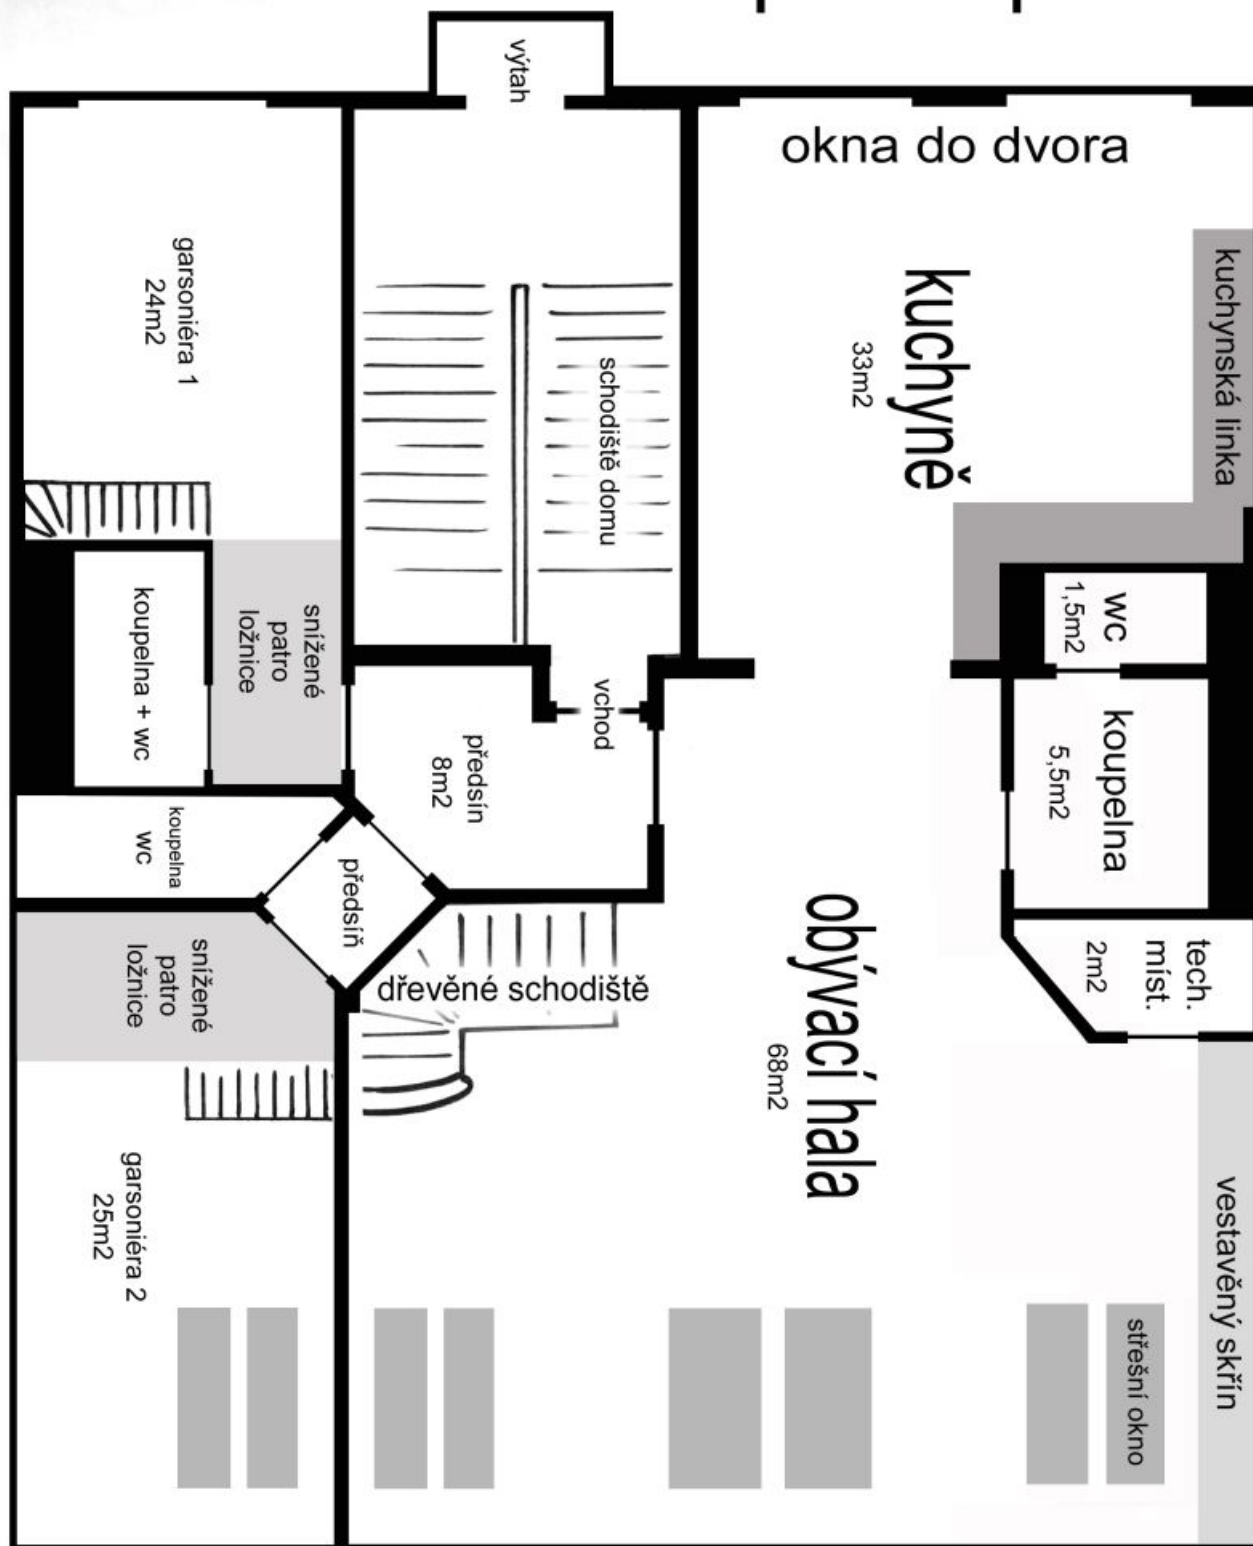 výtah
okna do dvora
garsoniéra 1
24m2
schodiště domu
kuchyně
33m2
kuchynská linka
wc
1,5m2
snížené
patro
ložnice
koupelna + wc
vchod
předsín
8m2
koupelna
5,5m2
koupelna
wc
předsíň
tech.
míst.
2m2
snížené
patro
ložnice
dřevěné schodiště
obývací hala
68m2
garsoniéra 2
25m2
vestavěný skřín
střešní okno